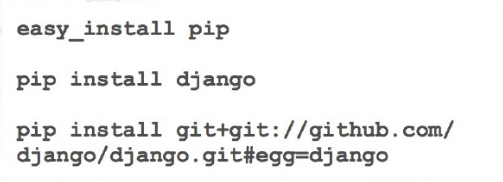 easy_install pip
pip install django
pip install git+git://github.com/
django/django.git#egg=django